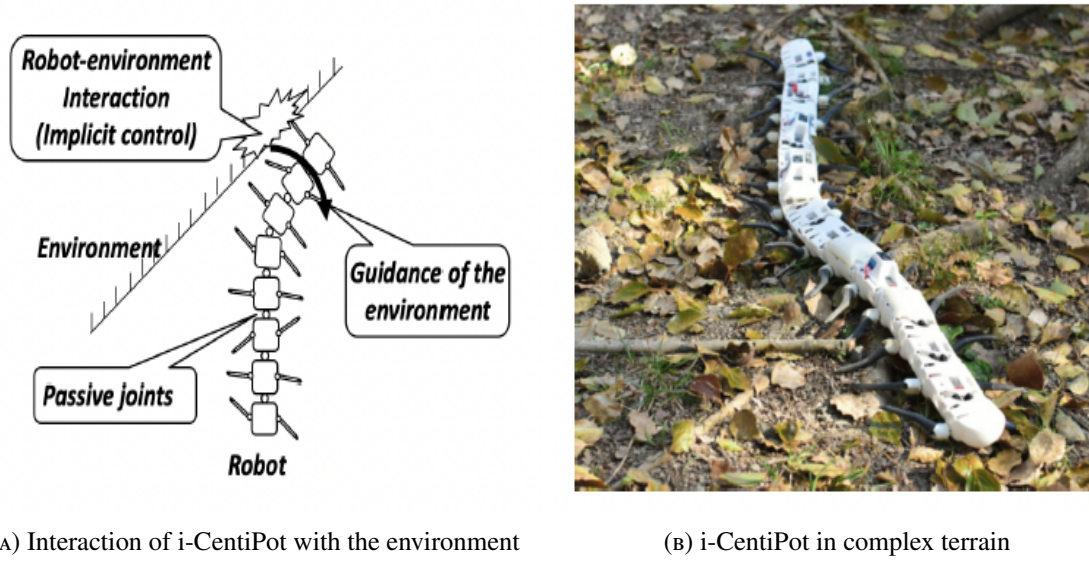 Robot-environment
Interaction
(Implicit control)
Environment
Guidance of the
environment
Passive joints
Robot
A) Interaction of i-CentiPot with the environment
(B) i-CentiPot in complex terrain